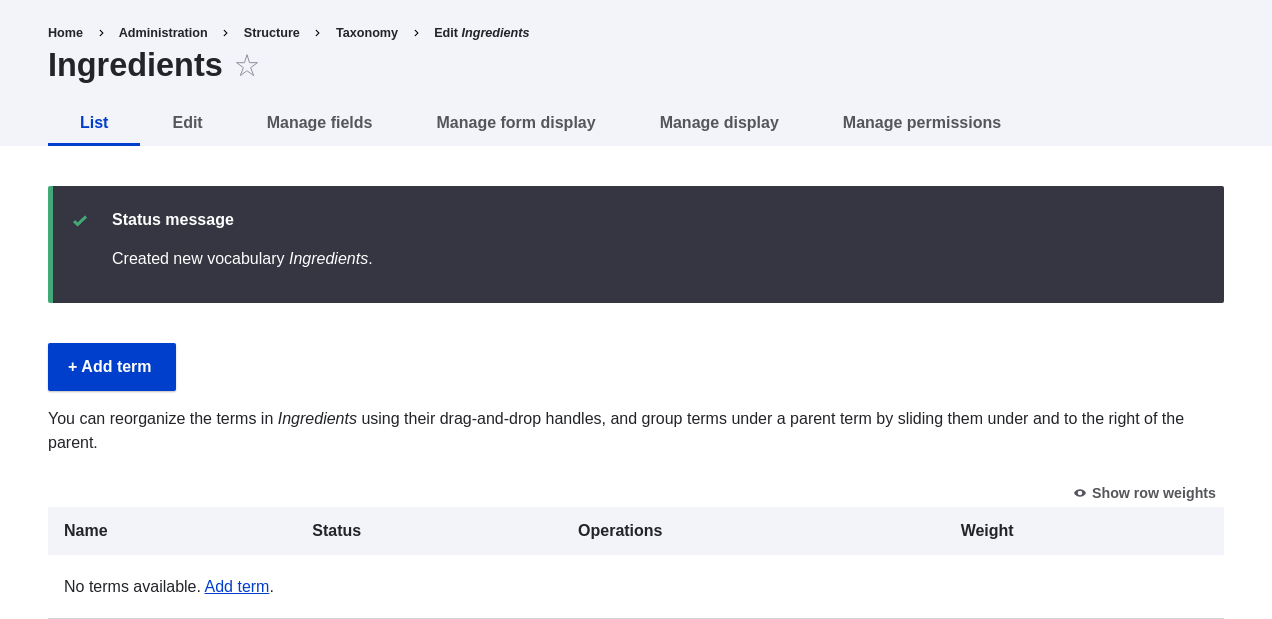 Home > Administration > Structure > Taxonomy > Edit Ingredients
Ingredients
List Edit Manage fields Manage form display Manage display Manage permissions
Status message
Created new vocabulary Ingredients.
+ Add term
You can reorganize the terms in Ingredients using their drag-and-drop handles, and group terms under a parent term by sliding them under and to the right of the
parent.
Show row weights
Name Status Operations Weight
No terms available. Add term.